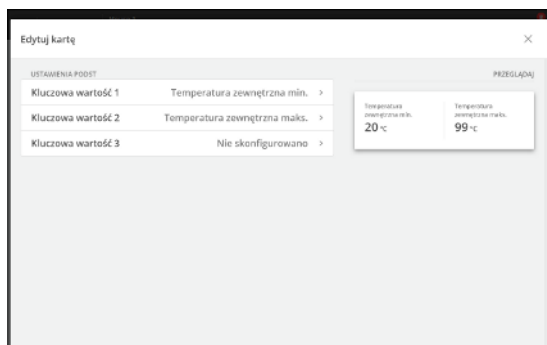 Edytuj kartę
USTAWIENIA PODST
PRZEGLĄDAJ
Kluczowa wartość 1 Temperatura zewnętrzna min.
Kluczowa wartość 2 Temperatura zewnętrzna maks.
Kluczowa wartość 3 Nie skonfigurowano
Temperatura
zewnętrzna min.
20 °C
Temperatura
zewnętrzna maks.
99 °C